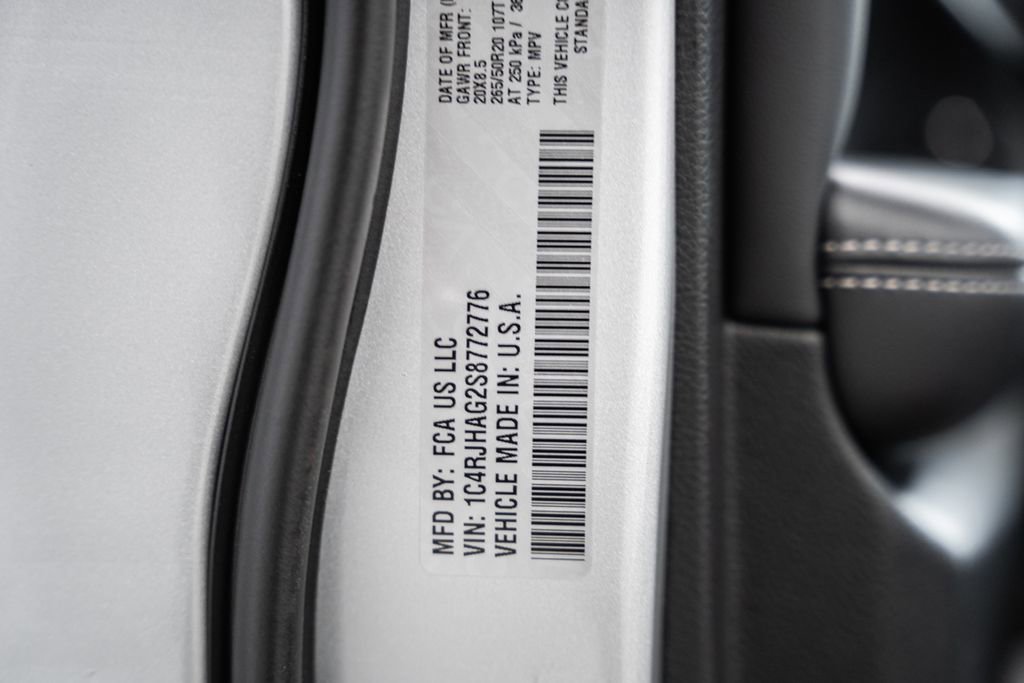 MFD BY: FCA US LLC
VIN: 1C4RJHAG2S8772776
VEHICLE MADE IN: U.S.A.
DATE OF MFR
GAWR FRONT:
20X8.5
265/50R20 107T
AT 250 kPa /
TYPE: MPV
THIS VEHICLE